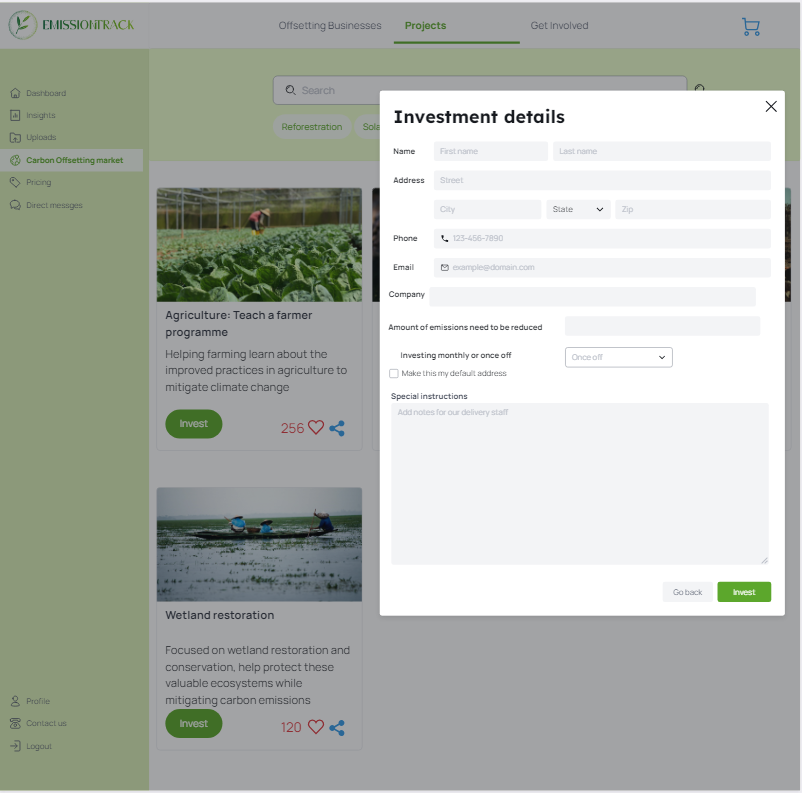 EMISSIONTRACK
Offsetting Businesses
Projects
Get Involved
Dashboard
Insights
Uploads
Carbon Offsetting market
Pricing
Direct messges
Profile
Contact us
Logout
Search
Reforestration
Sola
Agriculture: Teach a farmer
programme
Helping farming learn about the
improved practices in agriculture to
mitigate climate change
Invest
256
Wetland restoration
Focused on wetland restoration and
conservation, help protect these
valuable ecosystems while
mitigating carbon emissions
Invest
120
Investment details
Name
First name
Last name
Address
Street
City
State
Zip
Phone
123-456-7890
Email
example@domain.com
Company
Amount of emissions need to be reduced
Investing monthly or once off
Once off
Make this my default address
Special instructions
Add notes for our delivery staff
Go back
Invest